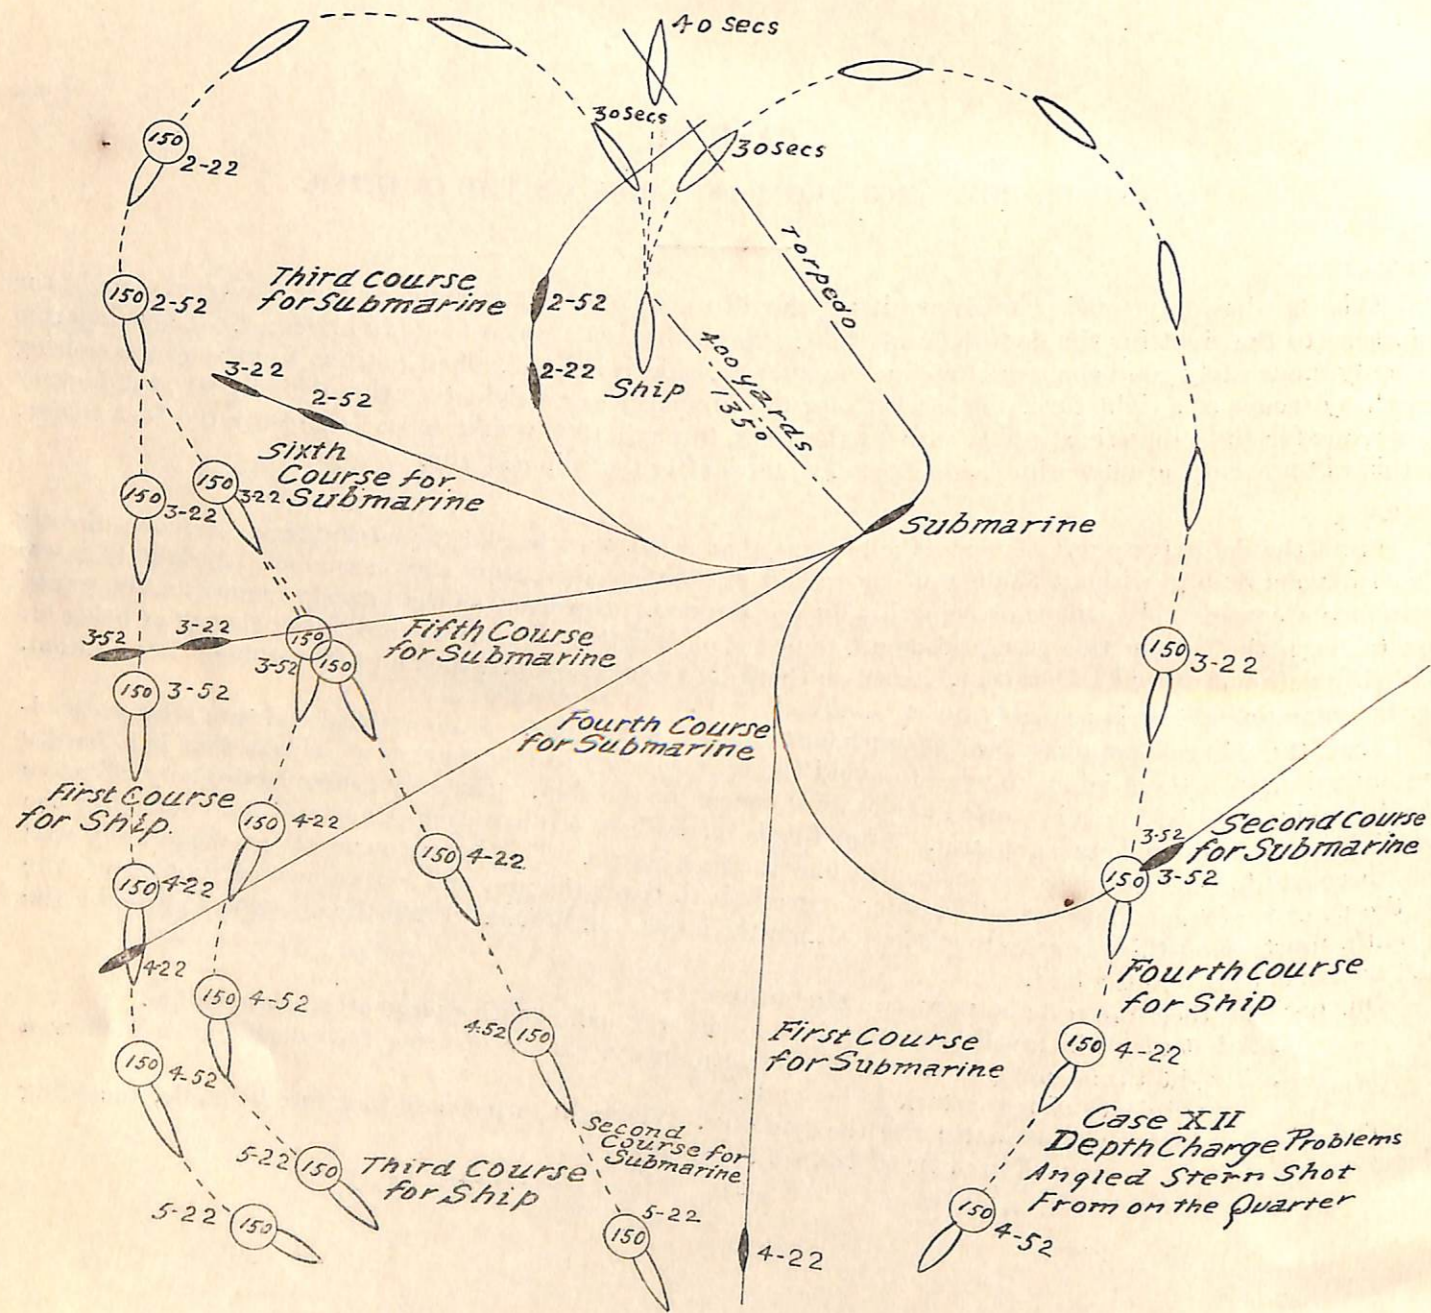 40 secs
30secs
30secs
150
2-22
150
2-52
Third Course
for Submarine
2-52
2-22
Torpedo
400 yards
135°
Ship
3-22
2-52
Sixth
Course for
Submarine
150
3-22
150
3-22
Submarine
3-52
3-22
150
3-52
150
Fifth Course
for Submarine
150
3-52
150
3-22
Fourth Course
for Submarine
First Course
for Ship.
150
4-22
150
4-22
3-52
150
3-52
Second Course
for Submarine
150
4-22
4-22
150
4-52
4-52
150
Fourth Course
for Ship
First Course
for Submarine
150
4-22
150
4-52
Case XII
Depth Charge Problems
Angled Stern Shot
From on the Quarter
Second
Course for
Submarine
5-22
150
Third Course
for Ship
5-22
150
5-22
150
4-22
150
4-52